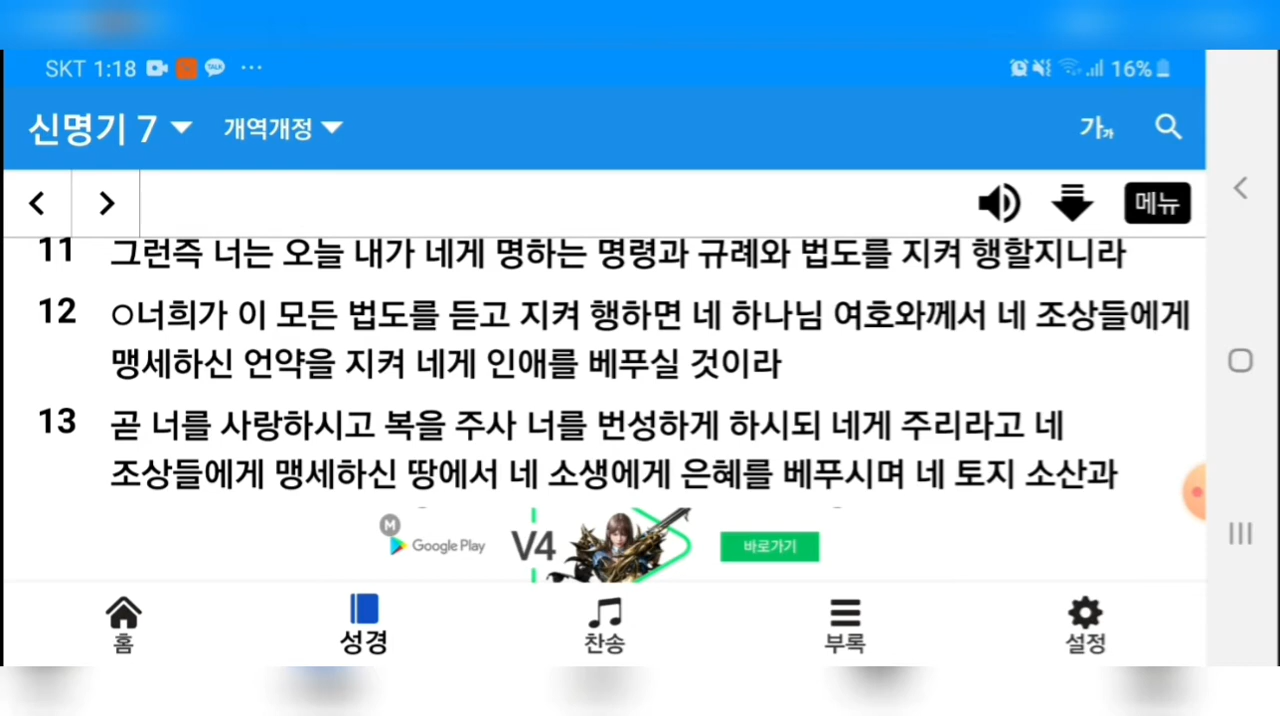 SKT 1:18 TALK ...
16%
신명기 7 개역개정 가가
메뉴
11 그런즉 너는 오늘 내가 네게 명하는 명령과 규례와 법도를 지켜 행할지니라
12 ○너희가 이 모든 법도를 듣고 지켜 행하면 네 하나님 여호와께서 네 조상들에게
맹세하신 언약을 지켜 네게 인애를 베푸실 것이라
13 곧 너를 사랑하시고 복을 주사 너를 번성하게 하시되 네게 주리라고 네
조상들에게 맹세하신 땅에서 네 소생에게 은혜를 베푸시며 네 토지 소산과
M
Google Play V4 바로가기
홈 성경 찬송 부록 설정